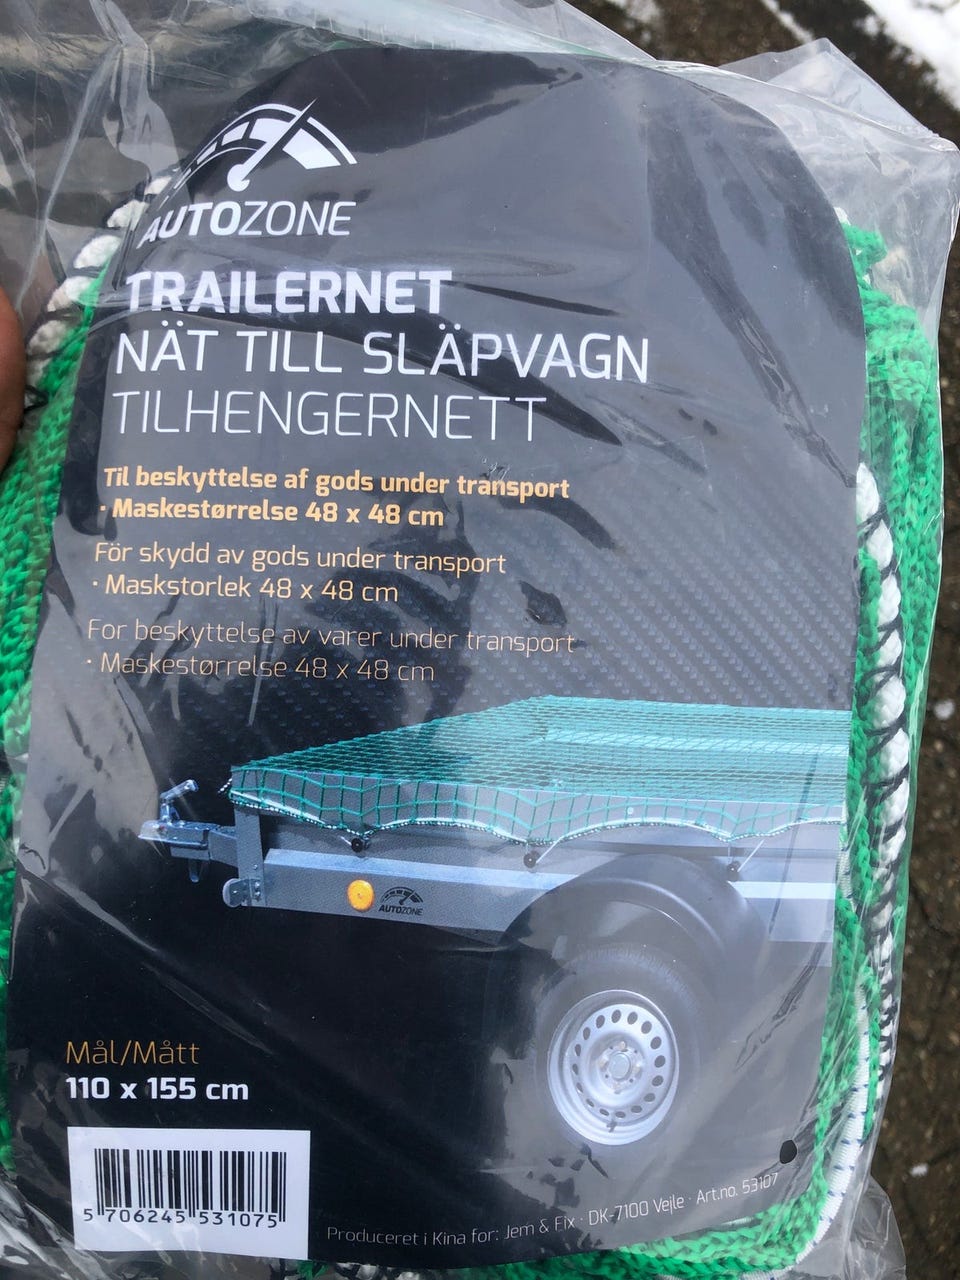 AUTOZONE
TRAILERNET
NÄT TILL SLÄPVAGN
TILHENGERNETT
Til beskyttelse af gods under transport
· Maskestørrelse 48 x 48 cm
För skydd av gods under transport
· Maskstorlek 48 x 48 cm
For beskyttelse av varer under transport
· Maskestørrelse 48 x 48 cm
AUTOZONE
Mål/Mått
110 x 155 cm
5 706245 531075
Produceret i Kina for: Jem & Fix · DK-7100 Vejle · Art.no. 53107